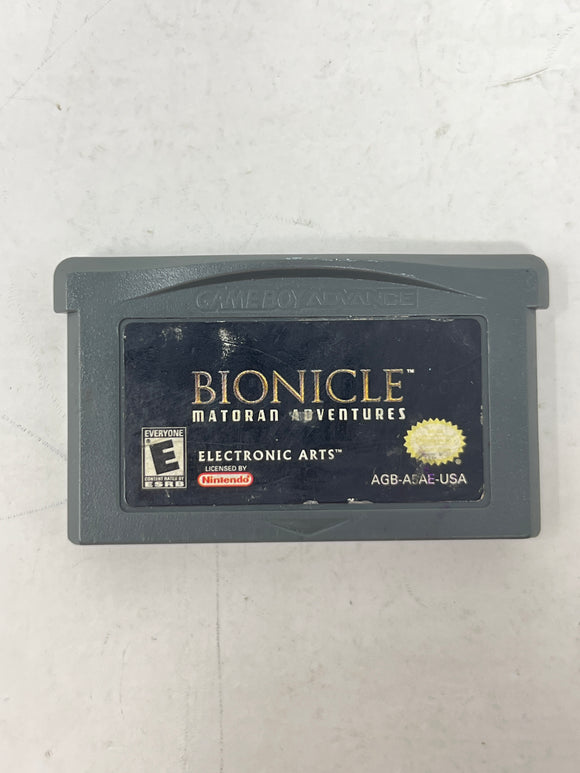 GAME BOY ADVANCE
BIONICLE™
MATORAN ADVENTURES
EVERYONE
E
CONTENT RATED BY
ESRB
ELECTRONIC ARTS™
LICENSED BY
Nintendo
®
AGB-A5AE-USA